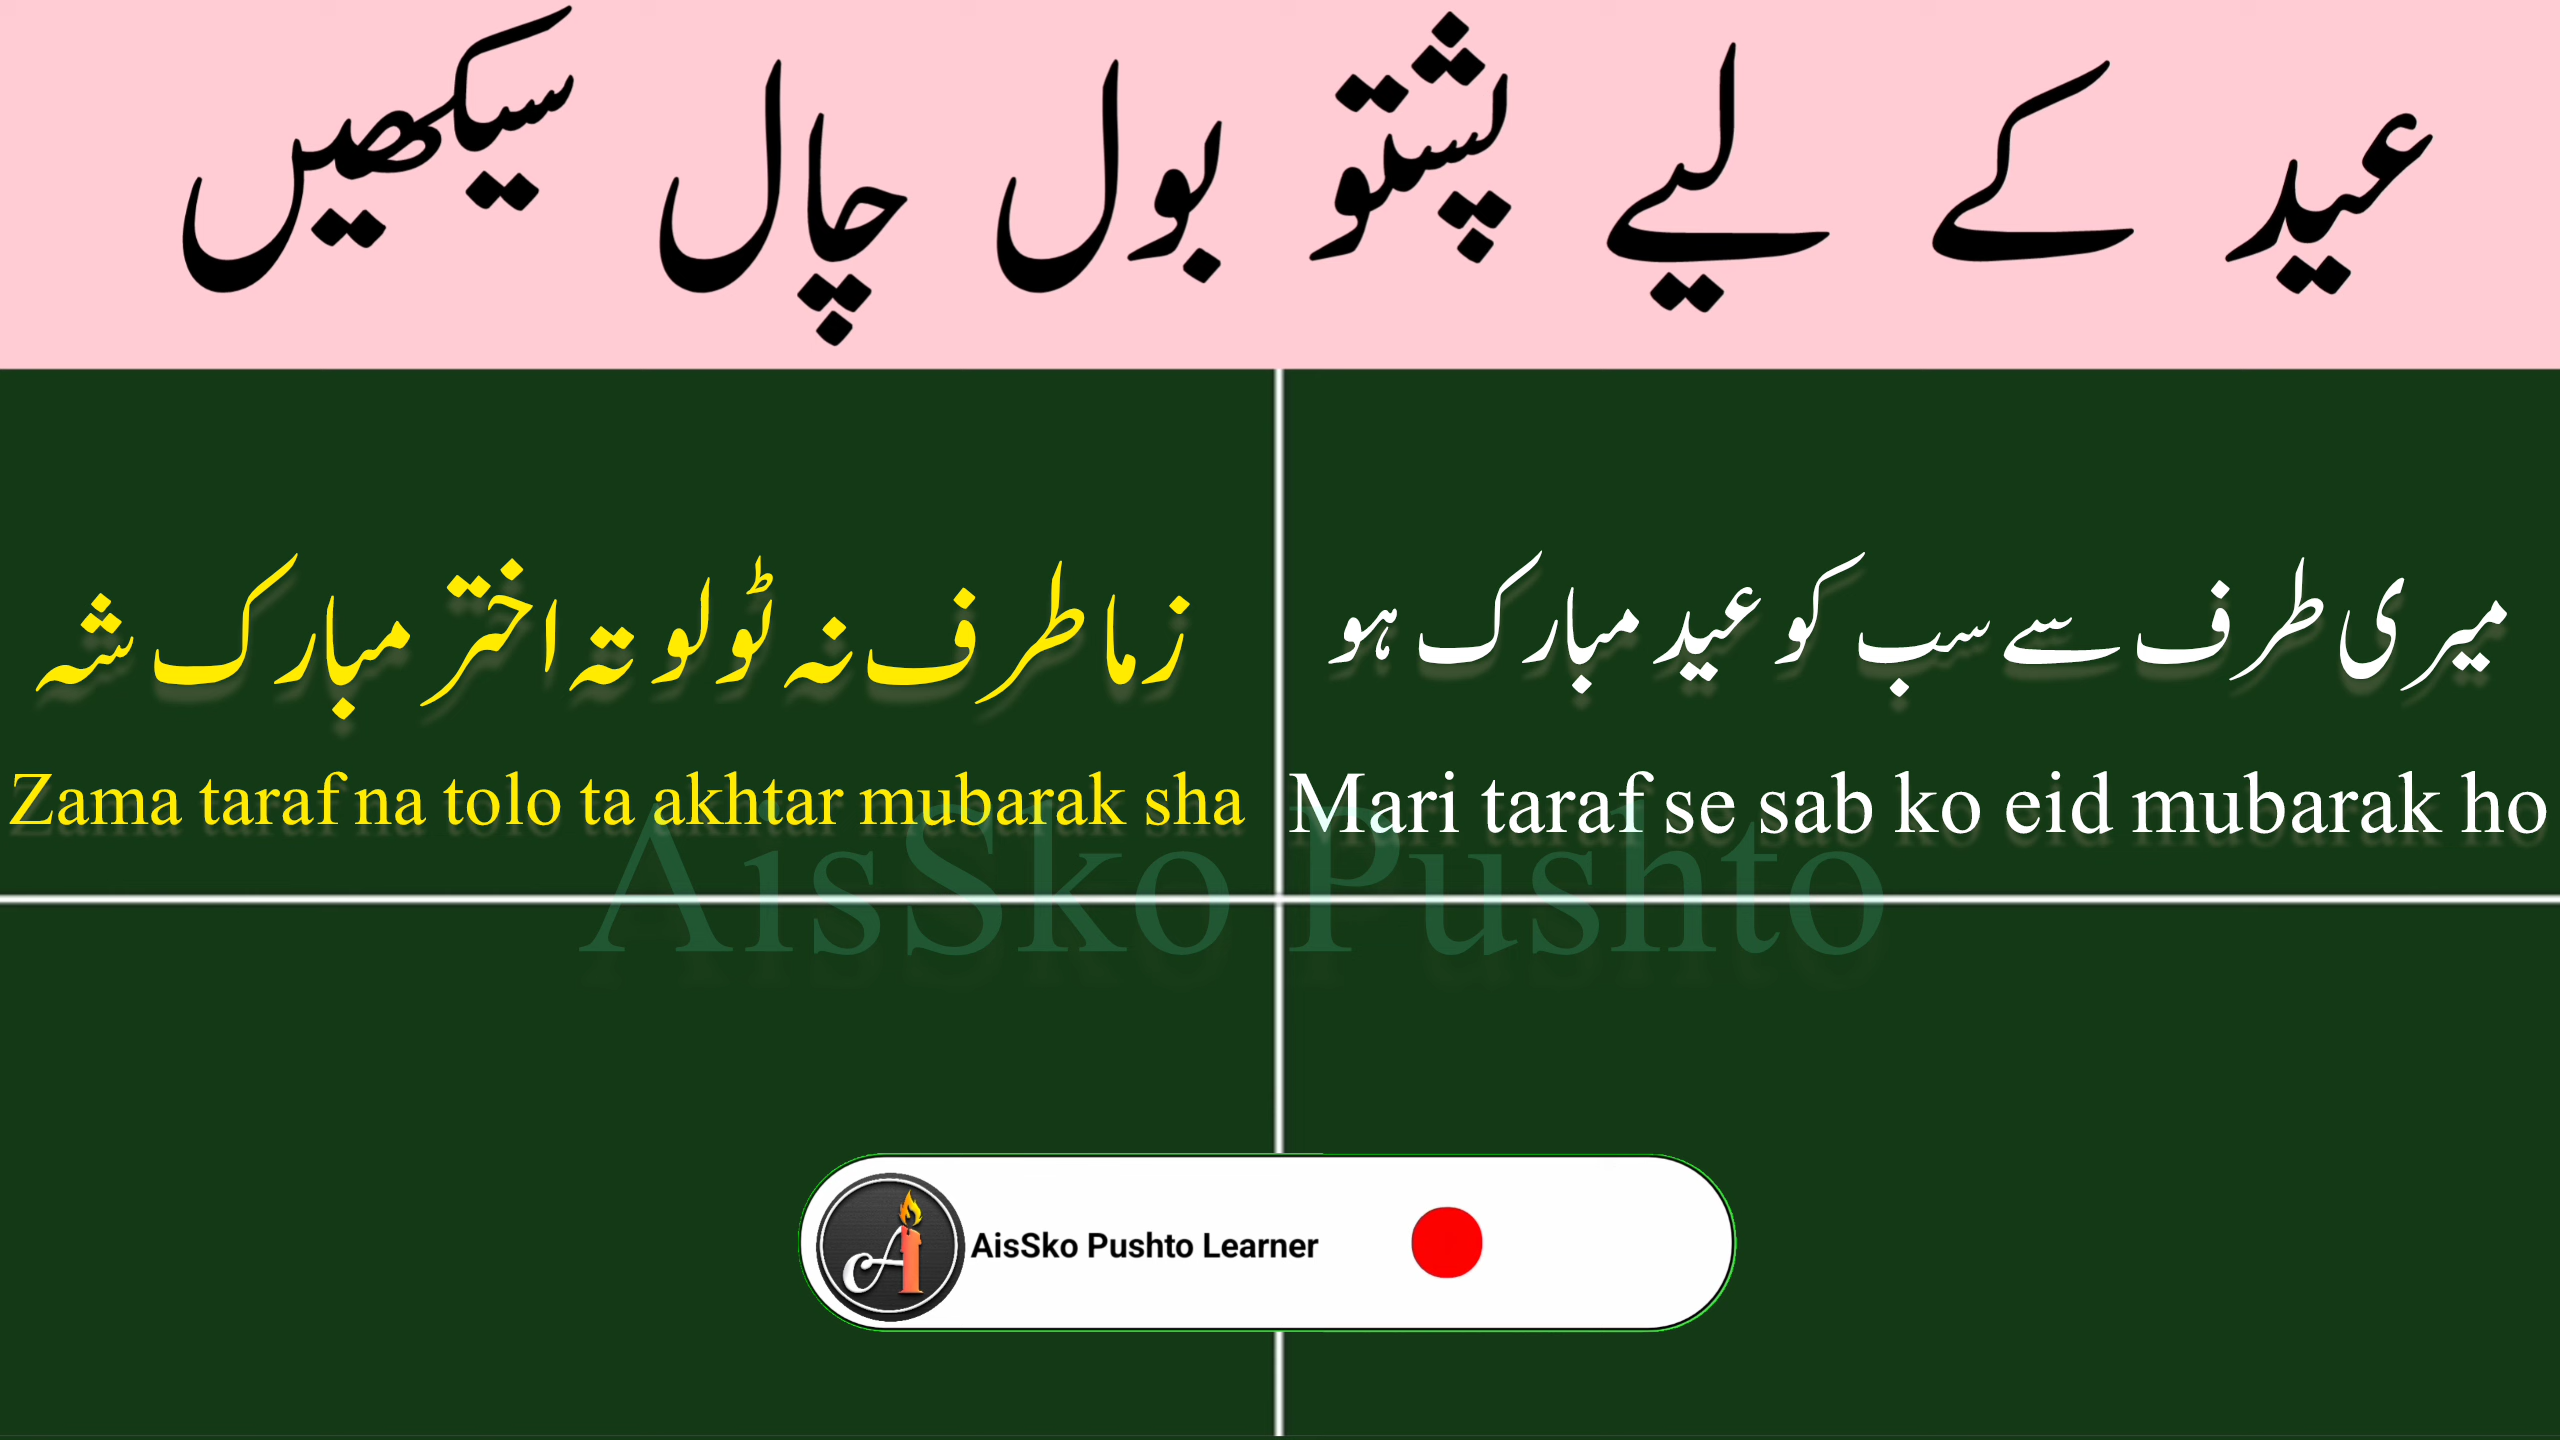 عید کے لیے پشتو بول چال سیکھیں
میری طرف سے سب کو عید مبارک ہو
Mari taraf se sab ko eid mubarak ho
زما طرف نہ ٹولو تہ اختر مبارک شہ
Zama taraf na tolo ta akhtar mubarak sha
AisSko Pushto
AisSko Pushto Learner